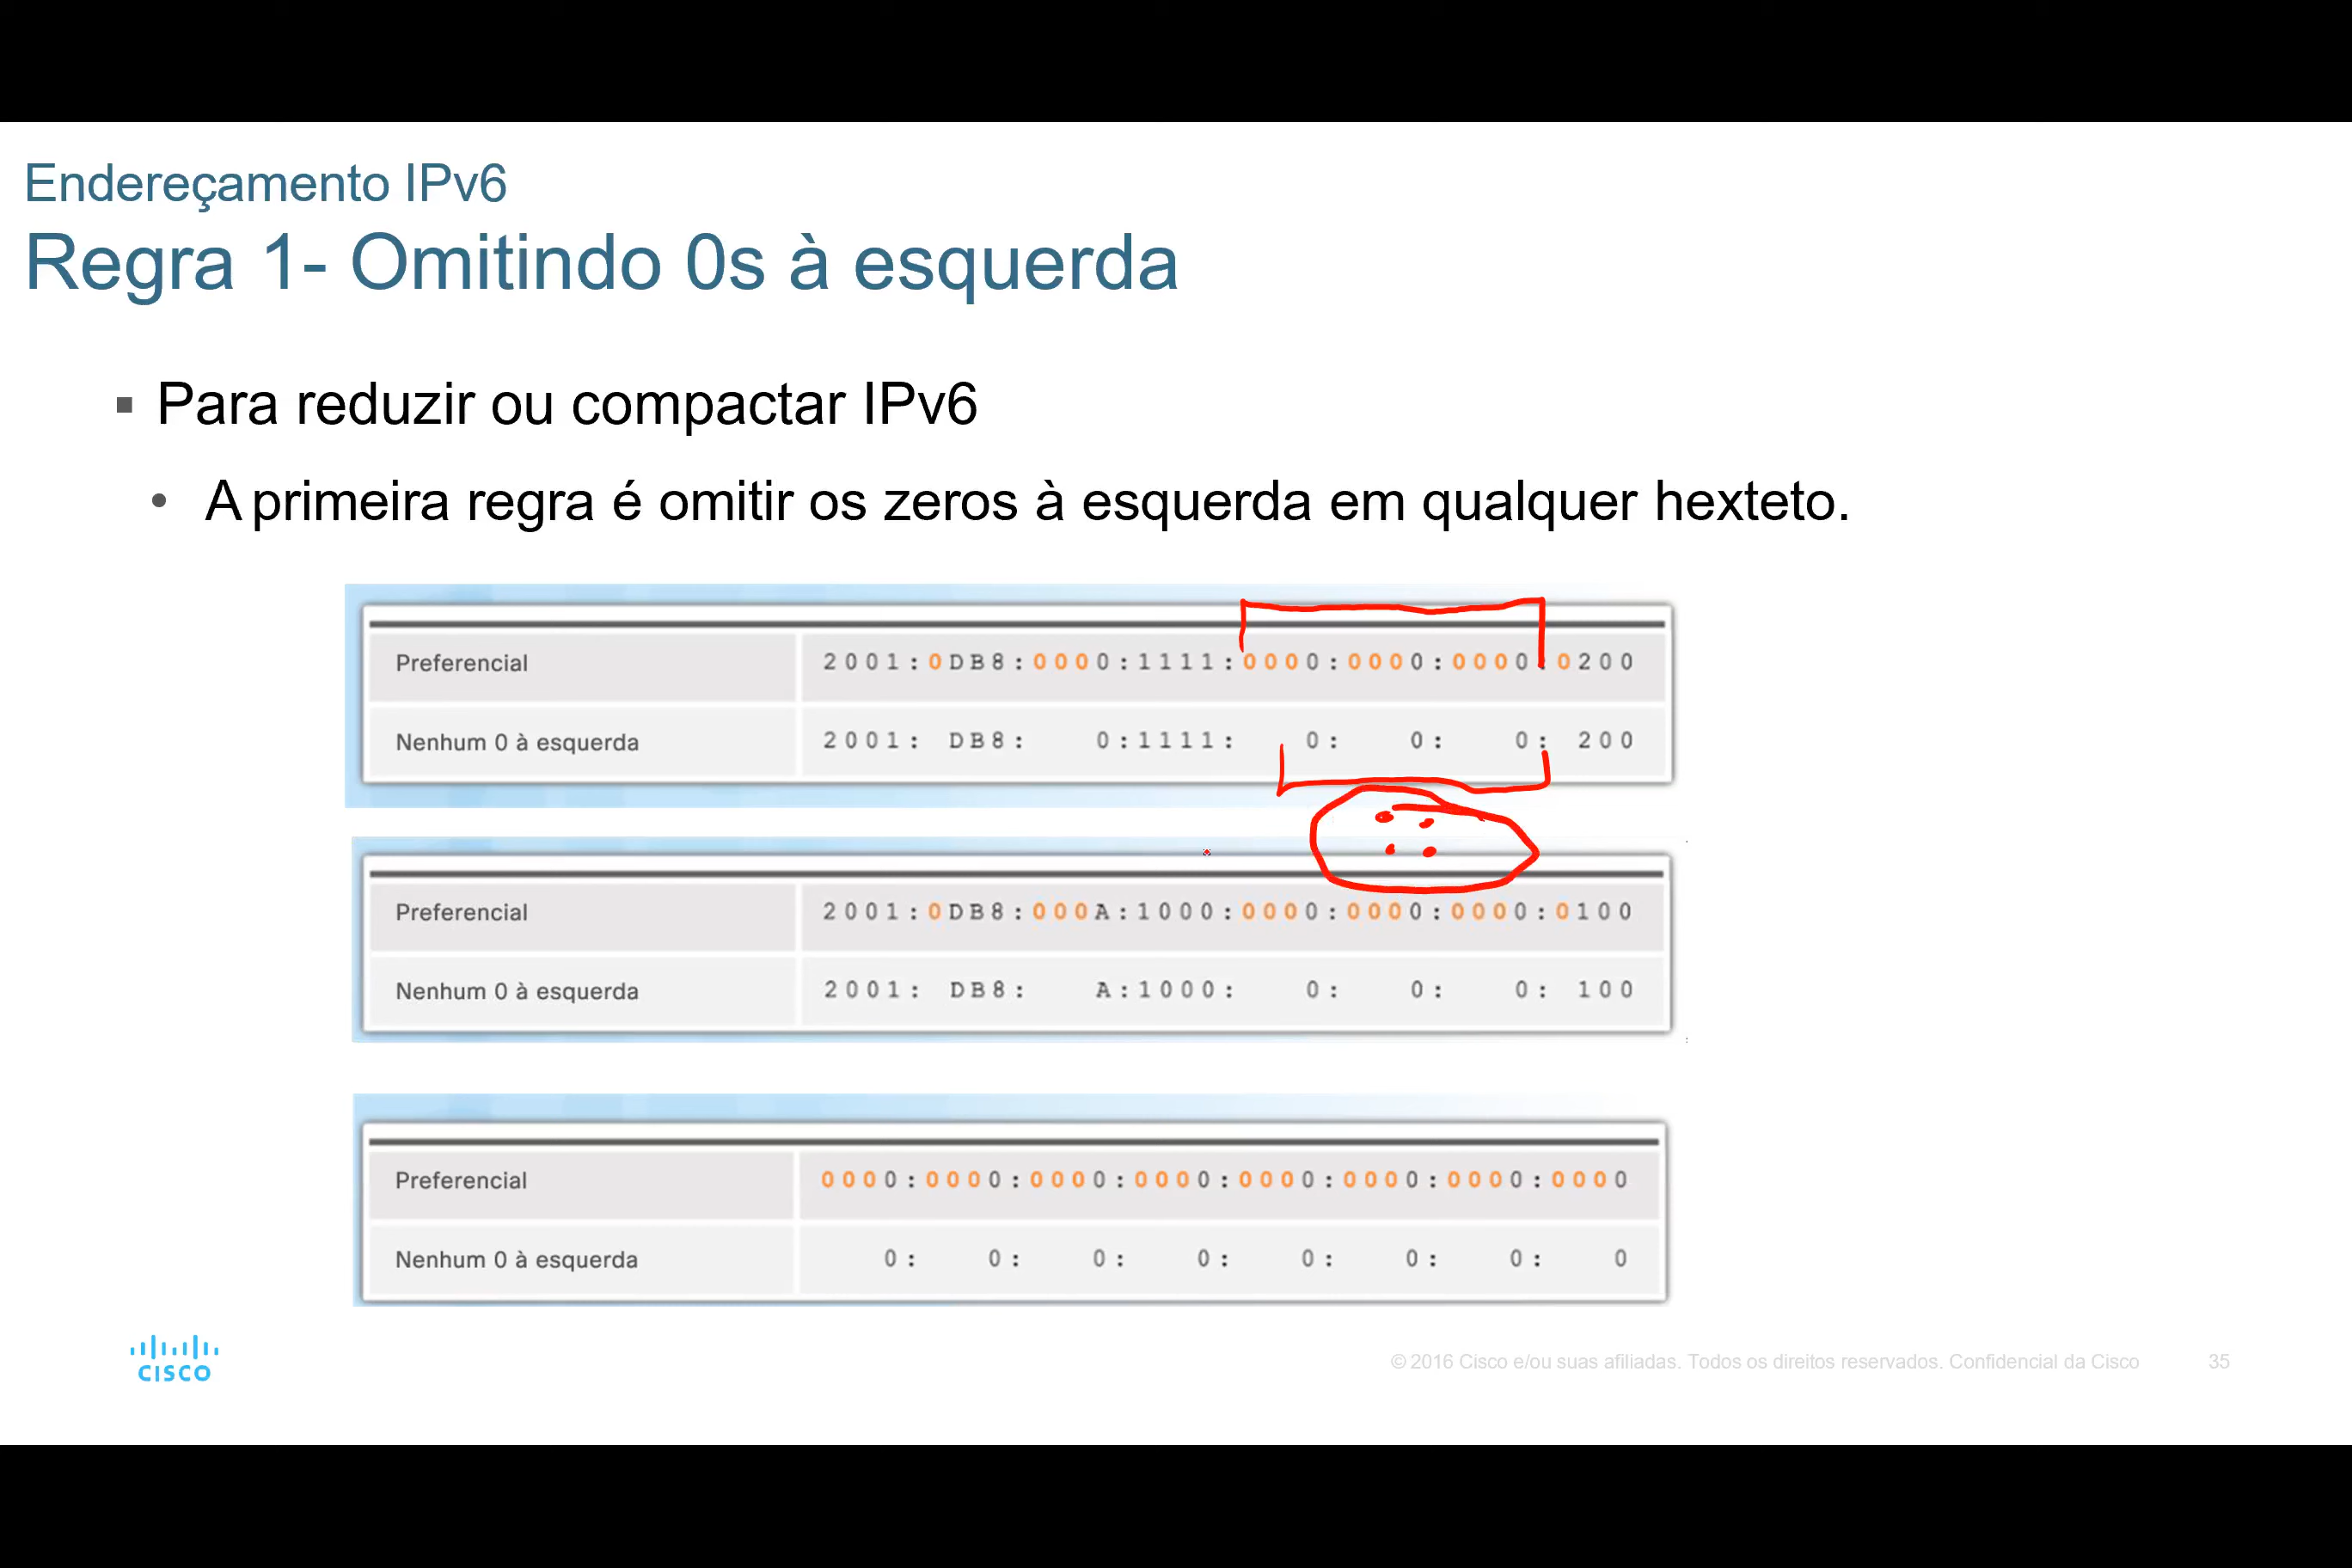 Endereçamento IPv6
Regra 1- Omitindo 0s à esquerda
▪ Para reduzir ou compactar IPv6
• A primeira regra é omitir os zeros à esquerda em qualquer hexteto.
Preferencial 2001:0DB8:0000:1111:0000:0000:0000:0200
Nenhum 0 à esquerda 2001: DB8: 0:1111: 0: 0: 0: 200
::
Preferencial 2001:0DB8:000A:1000:0000:0000:0000:0100
Nenhum 0 à esquerda 2001: DB8: A:1000: 0: 0: 0: 100
Preferencial 0000:0000:0000:0000:0000:0000:0000:0000
Nenhum 0 à esquerda 0: 0: 0: 0: 0: 0: 0: 0
CISCO
© 2016 Cisco e/ou suas afiliadas. Todos os direitos reservados. Confidencial da Cisco 35